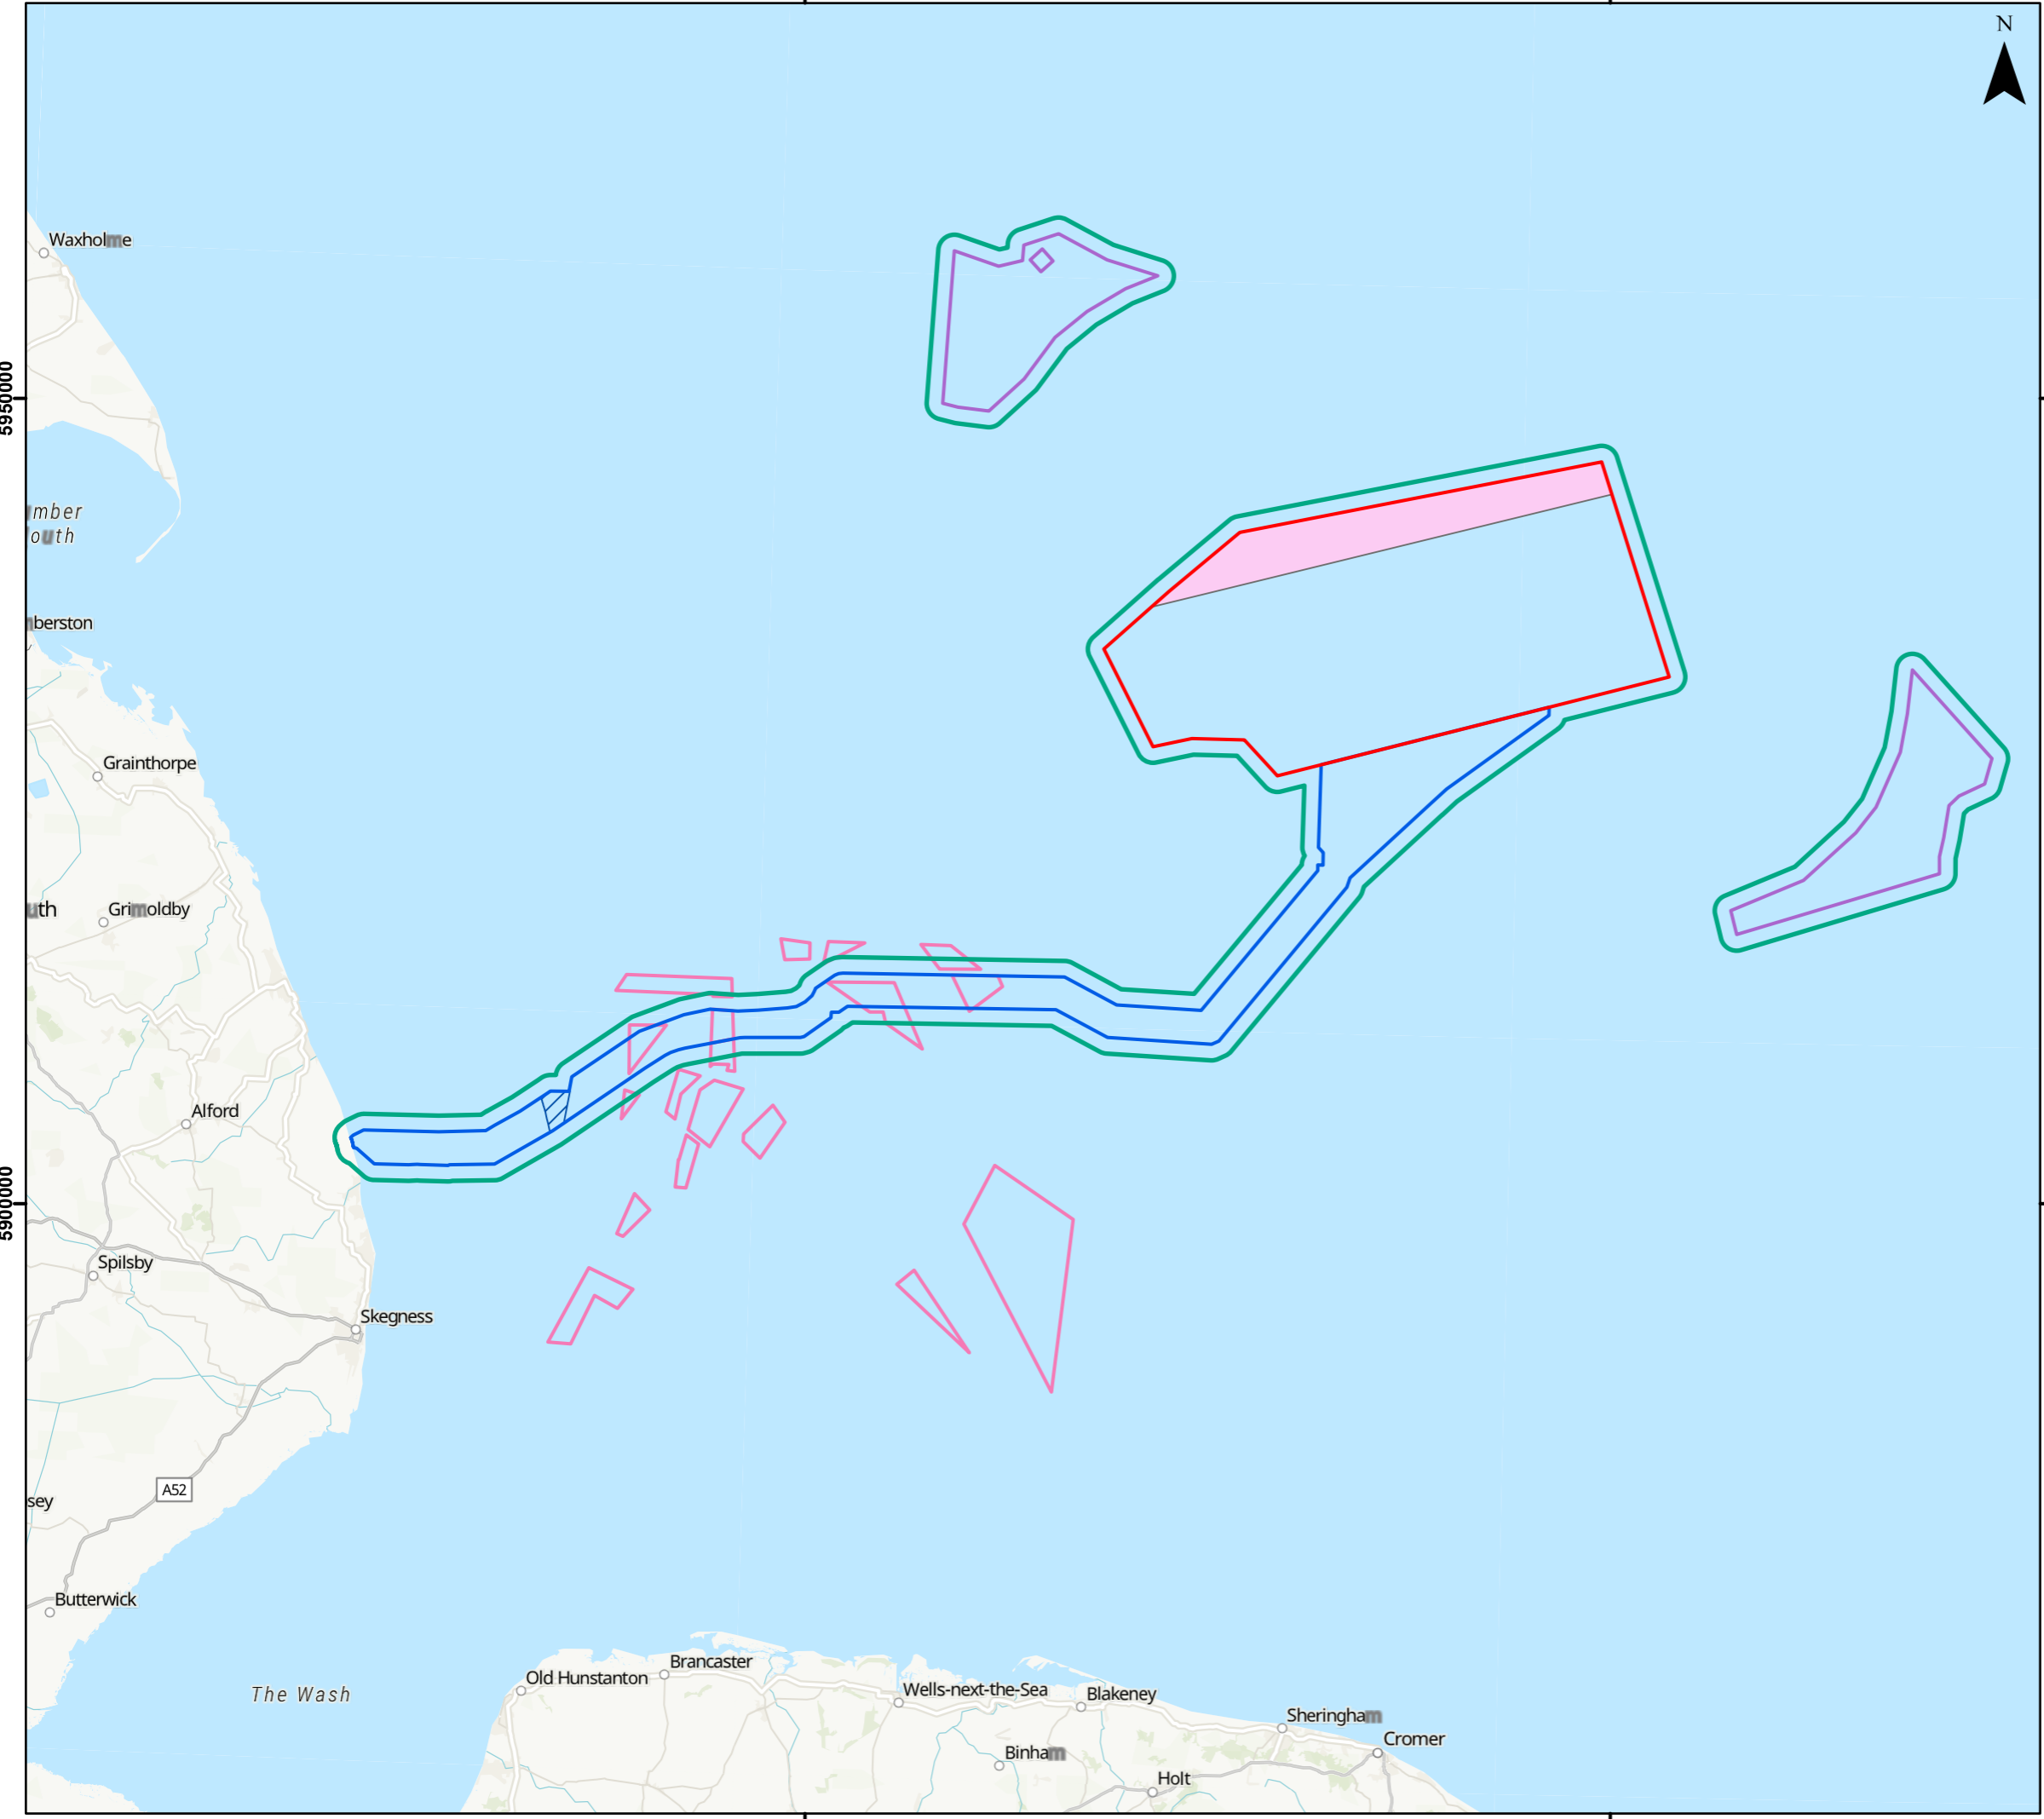 N
Waxholme
5950000
mber
outh
berston
Grainthorpe
Grimoldby
uth
Alford
5900000
Spilsby
Skegness
A52
sey
Butterwick
The Wash
Old Hunstanton
Brancaster
Wells-next-the-Sea
Blakeney
Sheringham
Cromer
Binham
Holt